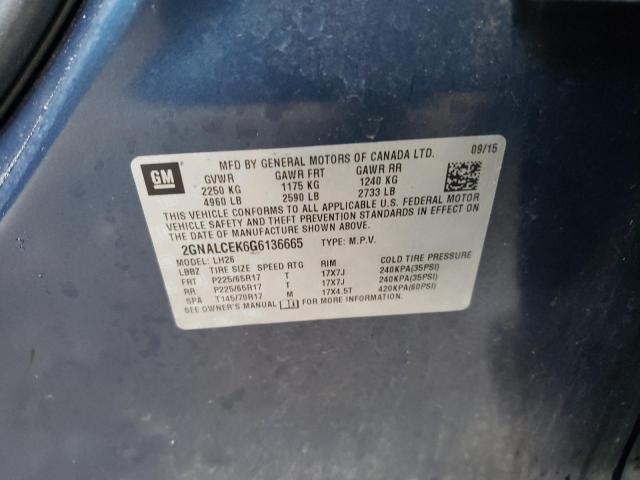 GM
MFD BY GENERAL MOTORS OF CANADA LTD. 09/15
GVWR GAWR FRT GAWR RR
2250 KG 1175 KG 1240 KG
4960 LB 2590 LB 2733 LB
THIS VEHICLE CONFORMS TO ALL APPLICABLE U.S. FEDERAL MOTOR
VEHICLE SAFETY AND THEFT PREVENTION STANDARDS IN EFFECT
ON THE DATE OF MANUFACTURE SHOWN ABOVE.
2GNALCEK6G6136665 TYPE: M.P.V.
MODEL: LH26
LBBZ TIRE SIZE SPEED RTG RIM COLD TIRE PRESSURE
FRT P225/65R17 T 17X7J 240KPA(35PSI)
RR P225/65R17 T 17X7J 240KPA(35PSI)
SPA T145/70R17 M 17X4.5T 420KPA(60PSI)
SEE OWNER'S MANUAL FOR MORE INFORMATION.